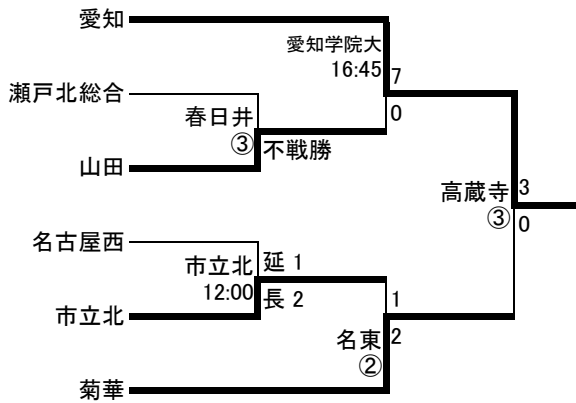 愛知
愛知学院大
16:45
7
瀬戸北総合
0
春日井
③
不戦勝
山田
高蔵寺
3
③
0
名古屋西
市立北
延 1
12:00
長 2
市立北
1
名東
2
②
菊華